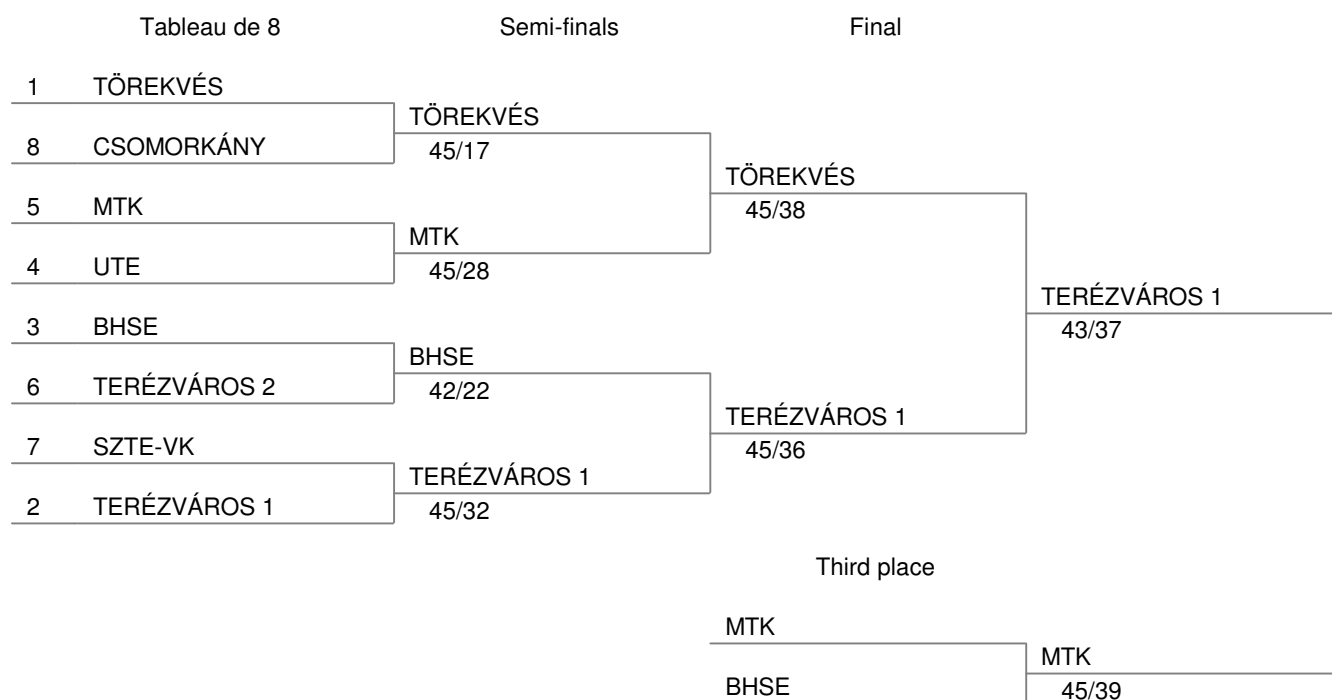 Tableau de 8 Semi-finals Final
1 TÖREKVÉS
TÖREKVÉS
8 CSOMORKÁNY
45/17
TÖREKVÉS
5 MTK
45/38
MTK
4 UTE
45/28
TERÉZVÁROS 1
3 BHSE
43/37
BHSE
6 TERÉZVÁROS 2
42/22
TERÉZVÁROS 1
7 SZTE-VK
45/36
TERÉZVÁROS 1
2 TERÉZVÁROS 1
45/32
Third place
MTK
MTK
BHSE
45/39